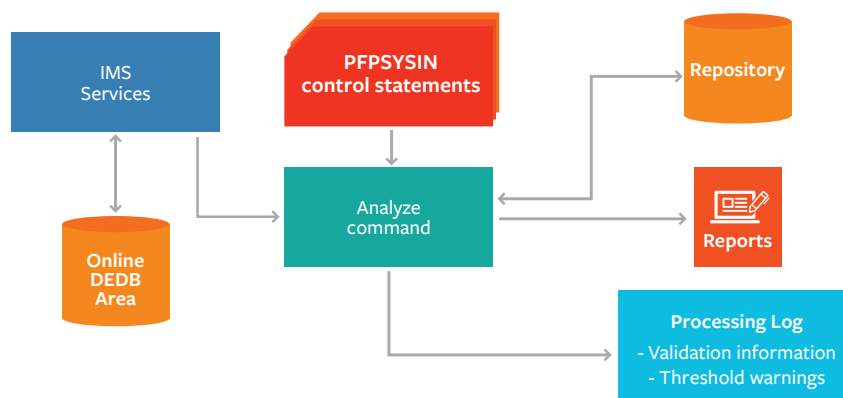 IMS
Services
PFPSYSIN
control statements
Repository
Analyze
command
Online
DEDB
Area
Reports
Processing Log
- Validation information
- Threshold warnings